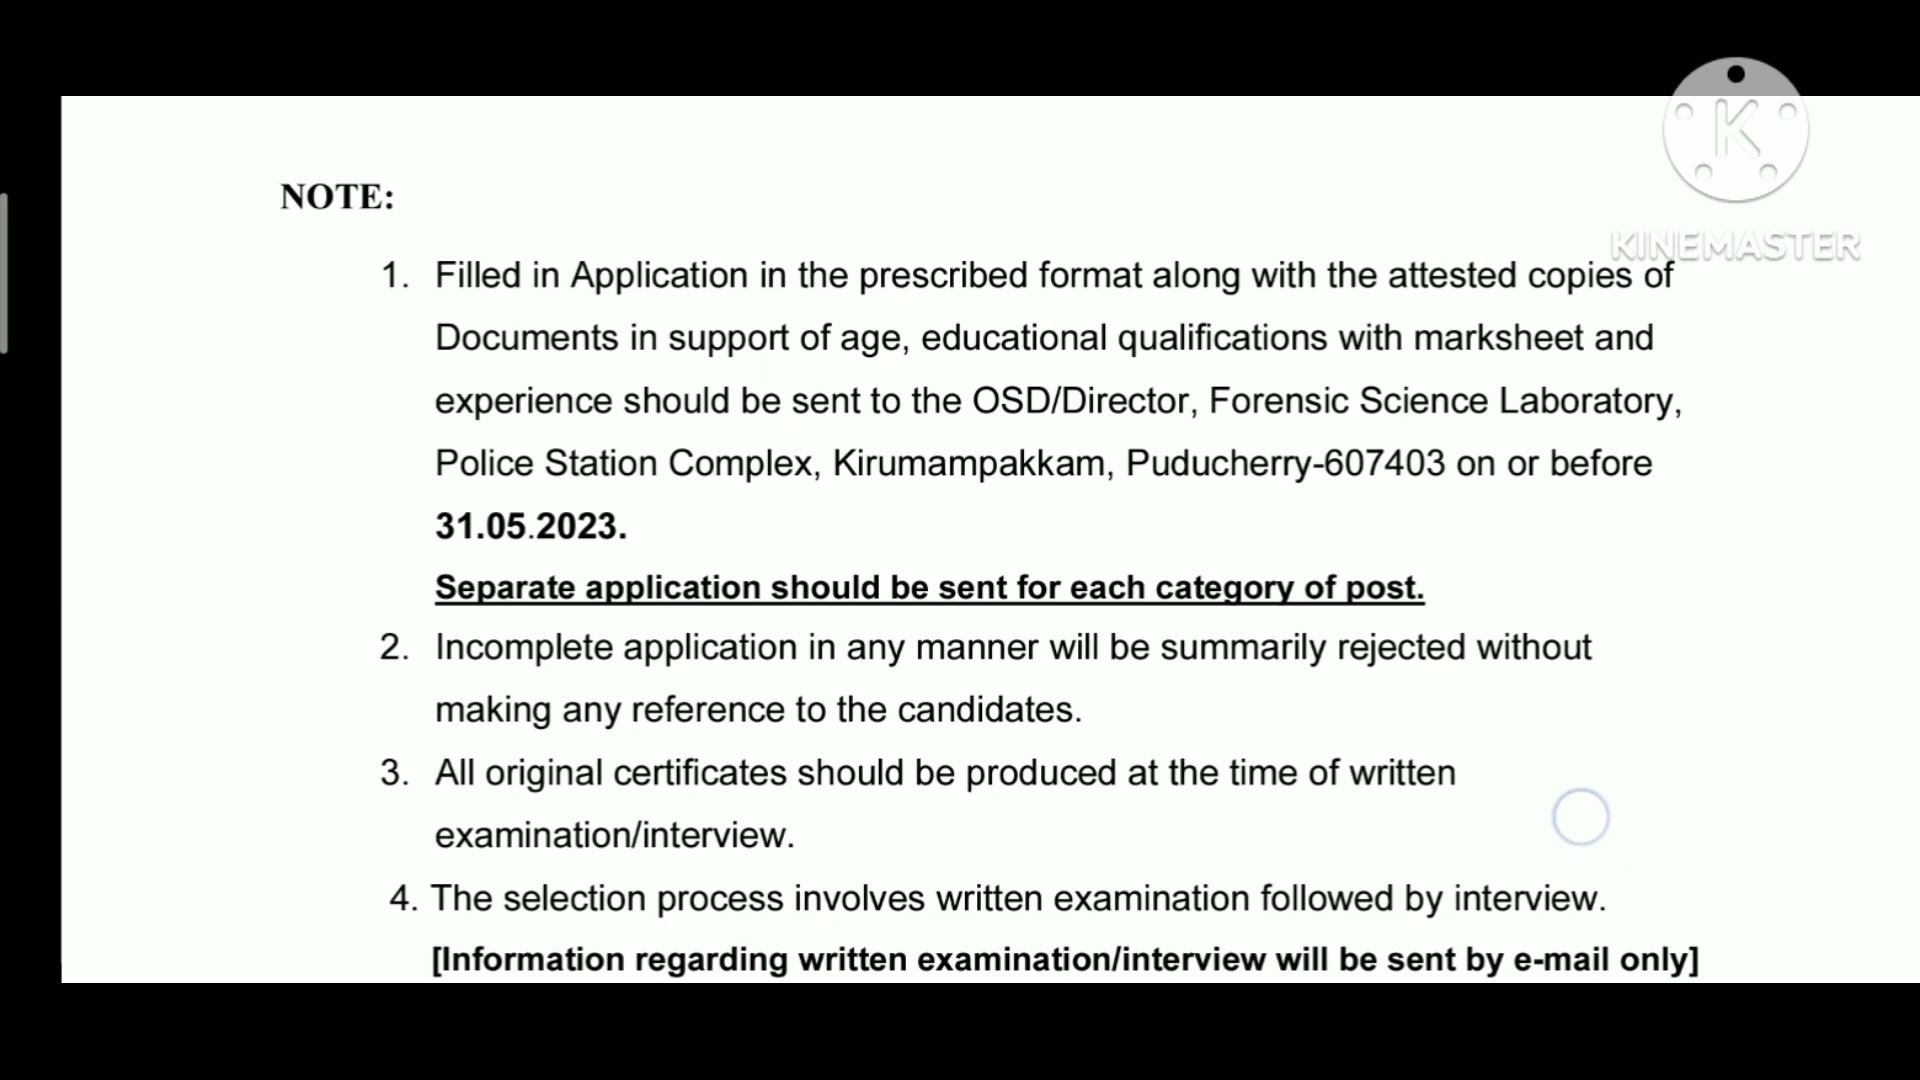 K
KINEMASTER
NOTE:
1. Filled in Application in the prescribed format along with the attested copies of
Documents in support of age, educational qualifications with marksheet and
experience should be sent to the OSD/Director, Forensic Science Laboratory,
Police Station Complex, Kirumampakkam, Puducherry-607403 on or before
31.05.2023.
Separate application should be sent for each category of post.
2. Incomplete application in any manner will be summarily rejected without
making any reference to the candidates.
3. All original certificates should be produced at the time of written
examination/interview.
4. The selection process involves written examination followed by interview.
[Information regarding written examination/interview will be sent by e-mail only]